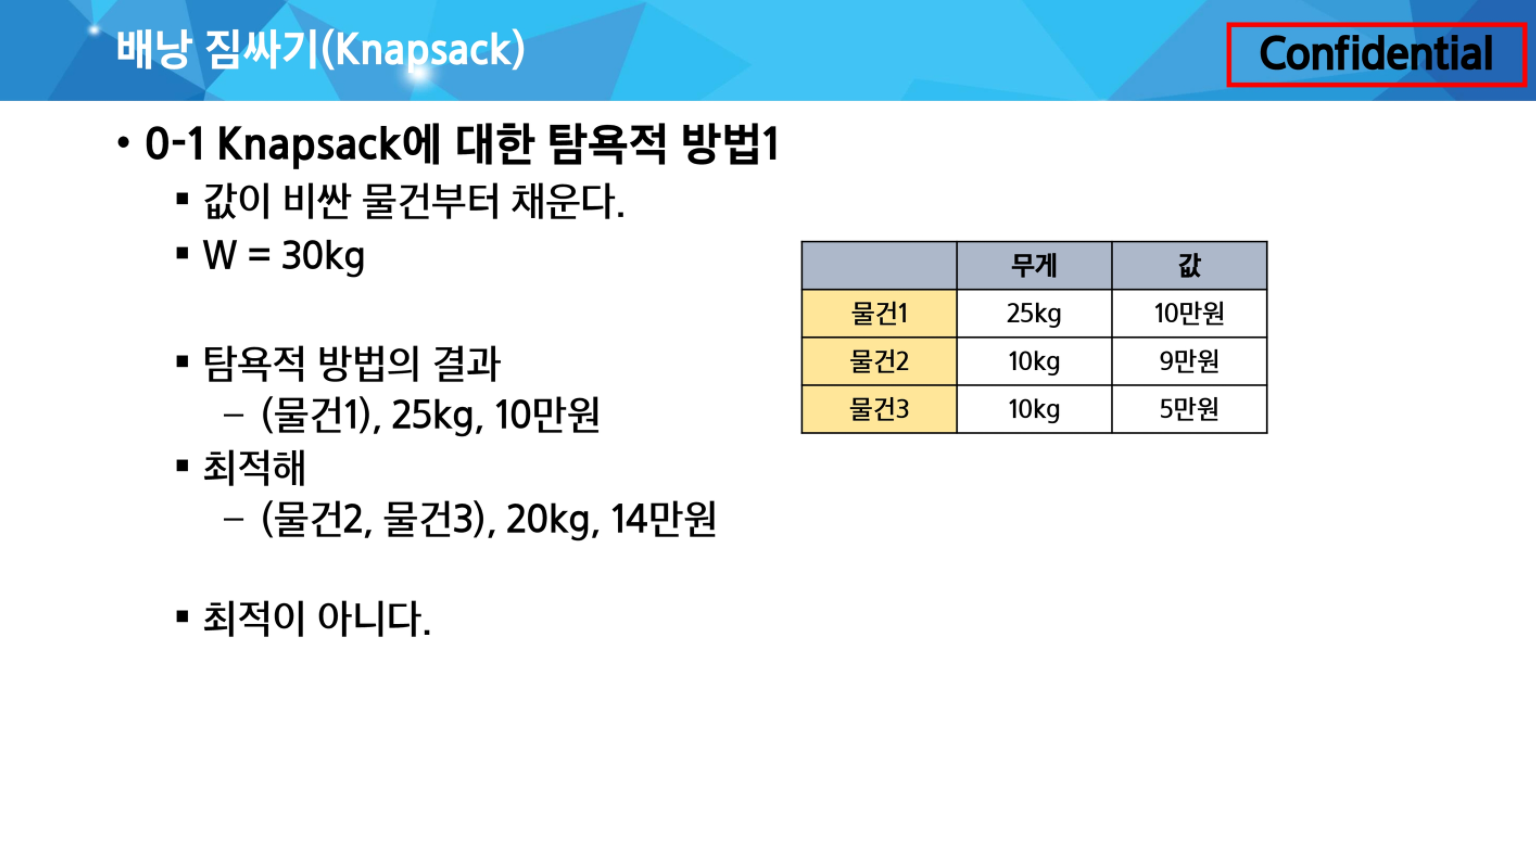 배낭 짐싸기(Knapsack)
Confidential
• 0-1 Knapsack에 대한 탐욕적 방법1
▪ 값이 비싼 물건부터 채운다.
▪ W = 30kg
▪ 탐욕적 방법의 결과
– (물건1), 25kg, 10만원
▪ 최적해
– (물건2, 물건3), 20kg, 14만원
▪ 최적이 아니다.
무게 값
물건1 25kg 10만원
물건2 10kg 9만원
물건3 10kg 5만원